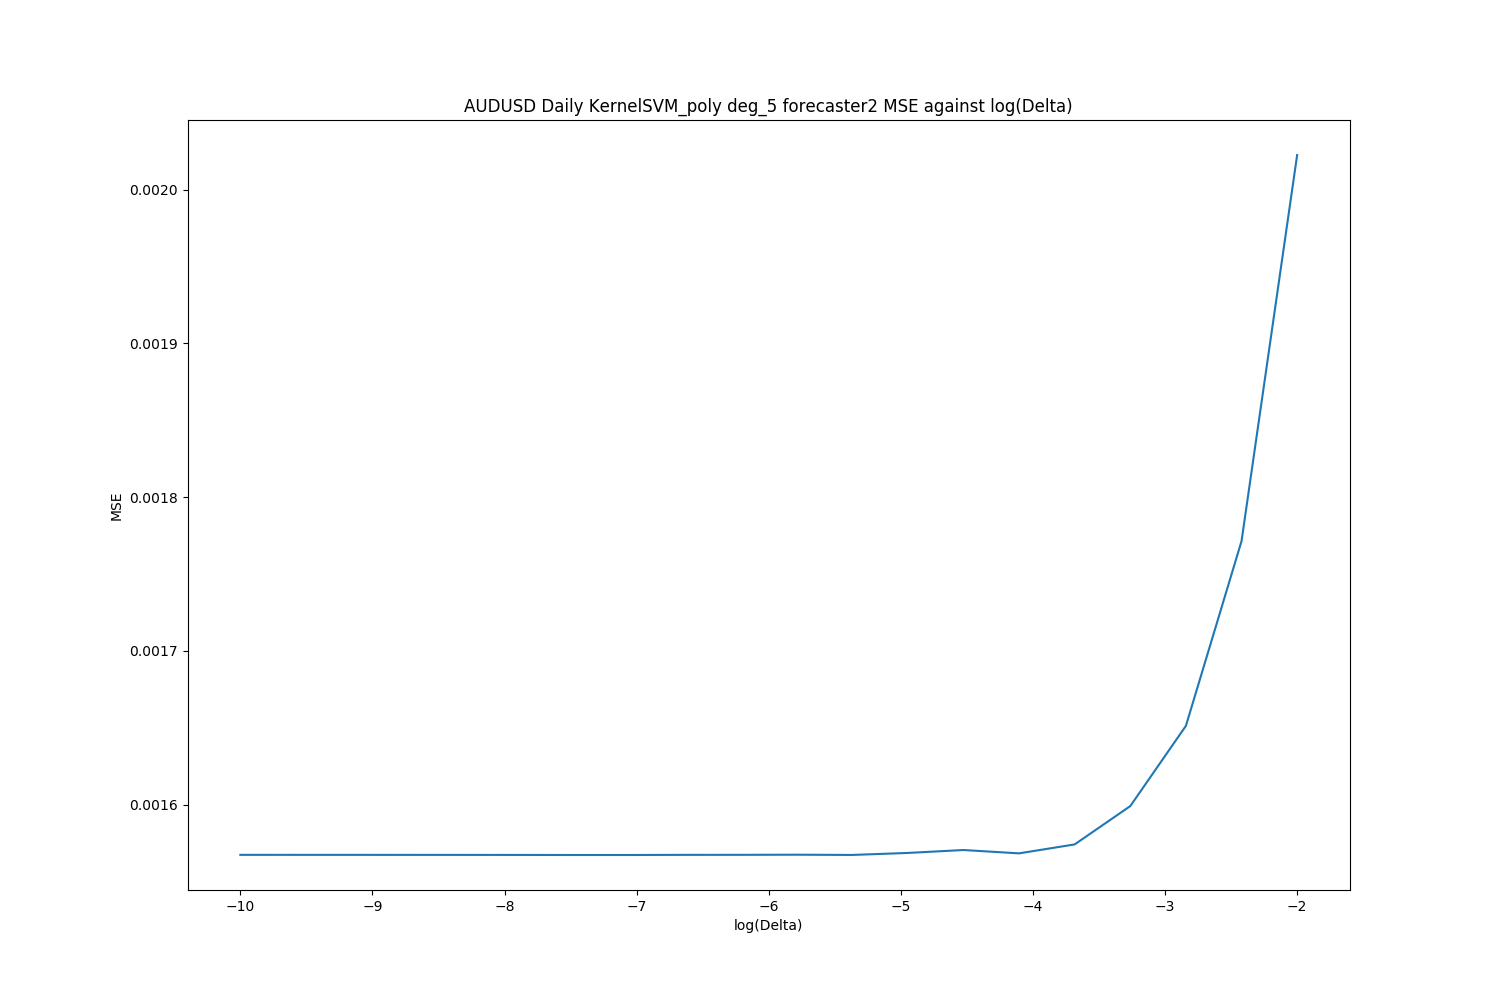 AUDUSD Daily KernelSVM_poly deg_5 forecaster2 MSE against log(Delta)
0.0020
0.0019
0.0018
0.0017
0.0016
MSE
−10 −9 −8 −7 −6 −5 −4 −3 −2
log(Delta)